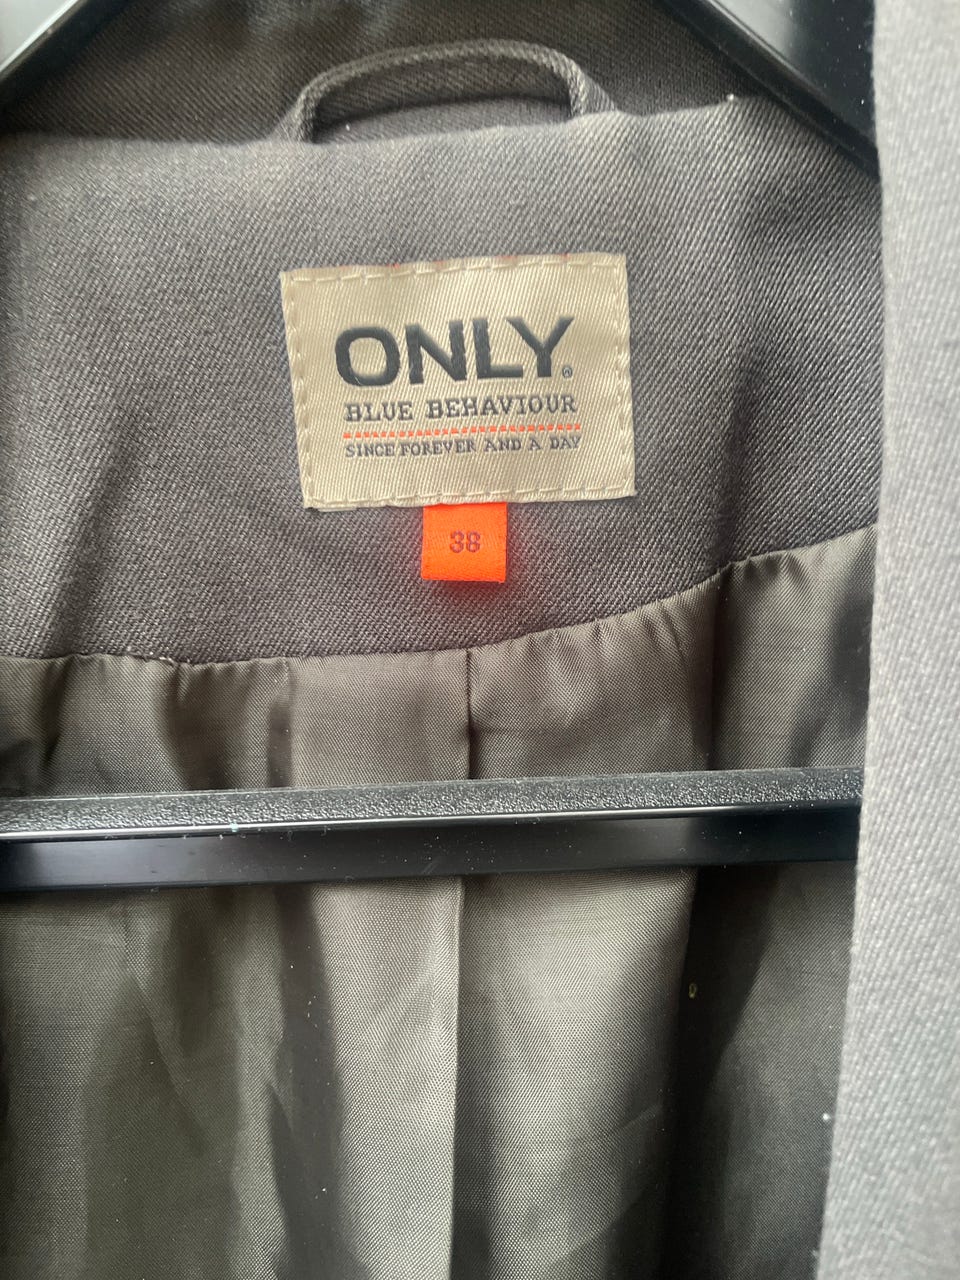 ONLY®
BLUE BEHAVIOUR
SINCE FOREVER AND A DAY
38